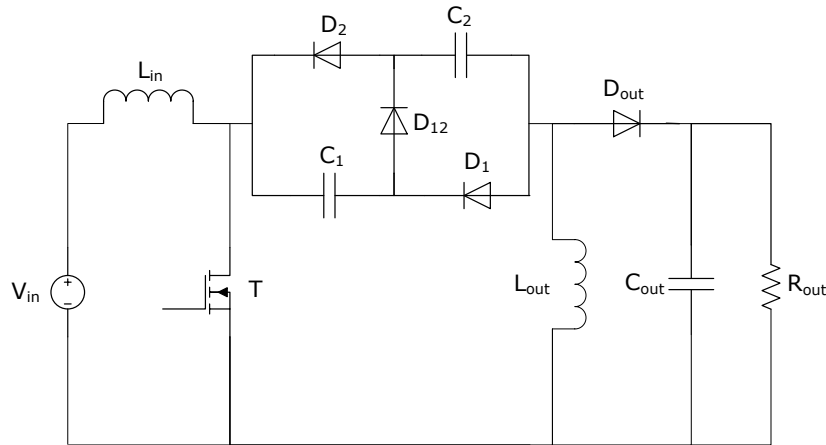 D₂
C₂
Lᵢₙ
Dₒᵤₜ
D₁₂
C₁
D₁
Vᵢₙ
+
−
T
Lₒᵤₜ
Cₒᵤₜ
Rₒᵤₜ